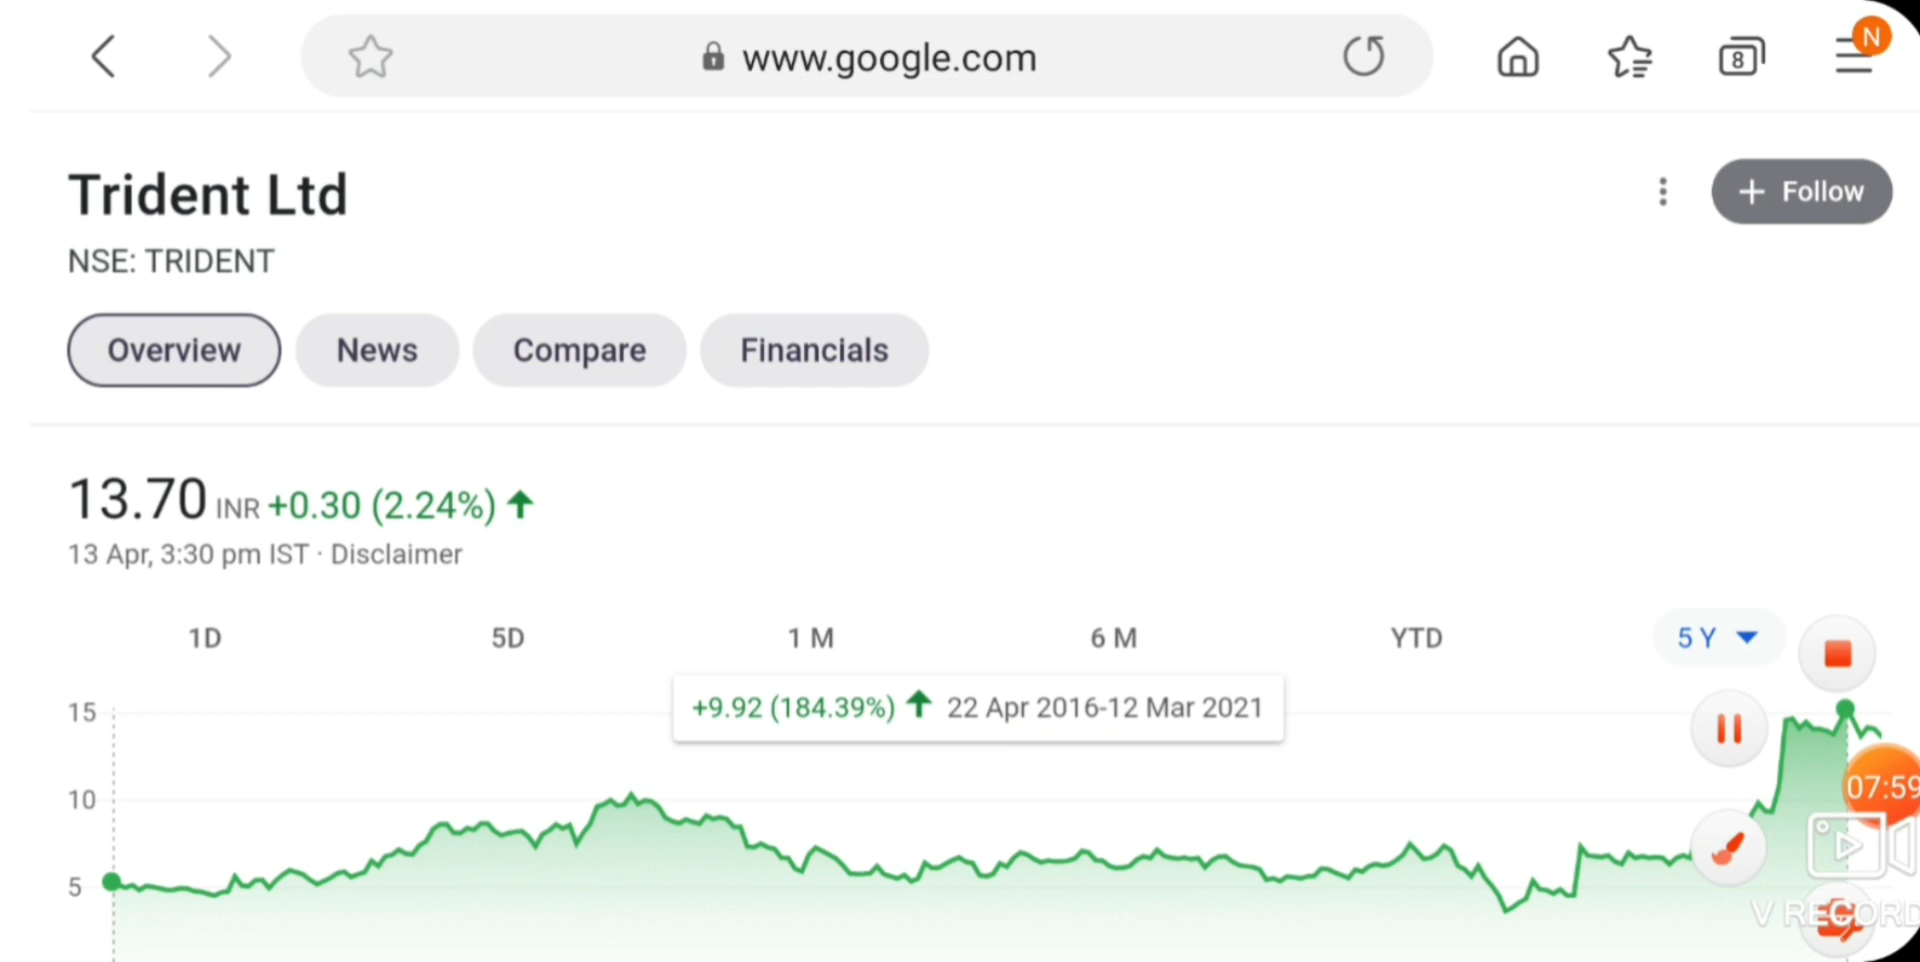 www.google.com
8
N
Trident Ltd
+ Follow
NSE: TRIDENT
Overview News Compare Financials
13.70 INR +0.30 (2.24%)
13 Apr, 3:30 pm IST · Disclaimer
1D 5D 1 M 6 M YTD 5 Y
+9.92 (184.39%) 22 Apr 2016-12 Mar 2021
15
10
5
07:59
V RECORD